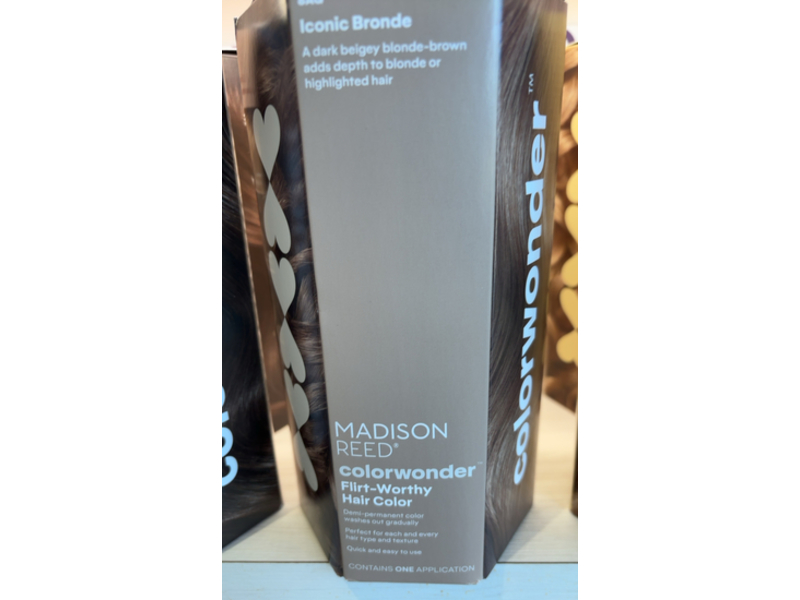 Iconic Bronde
A dark beigey blonde-brown
adds depth to blonde or
highlighted hair
MADISON
REED®
colorwonder™
Flirt-Worthy
Hair Color
Demi-permanent color
washes out gradually
Perfect for each and every
hair type and texture
Quick and easy to use
CONTAINS ONE APPLICATION
colorwonder™